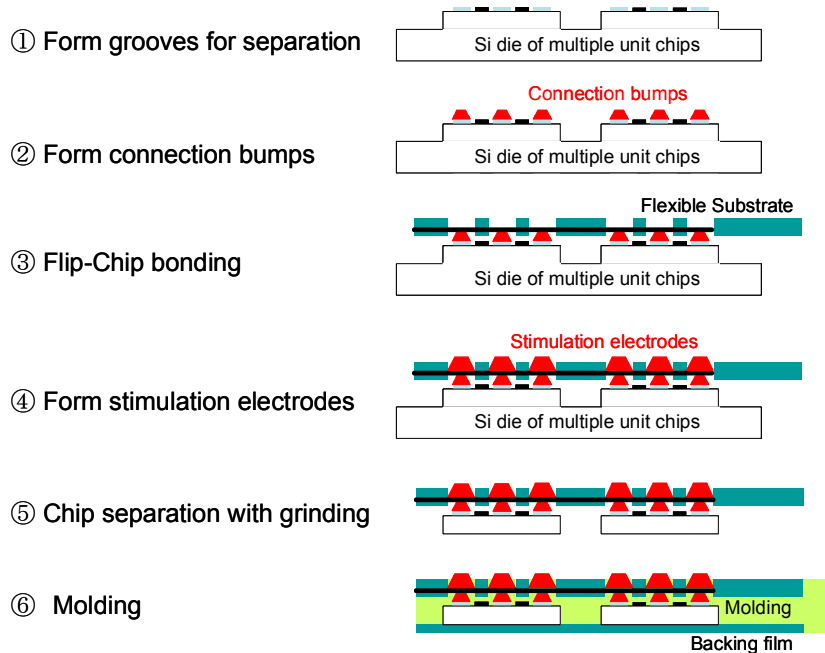 ① Form grooves for separation
Si die of multiple unit chips
Connection bumps
② Form connection bumps
Si die of multiple unit chips
Flexible Substrate
③ Flip-Chip bonding
Si die of multiple unit chips
Stimulation electrodes
④ Form stimulation electrodes
Si die of multiple unit chips
⑤ Chip separation with grinding
⑥ Molding
Molding
Backing film